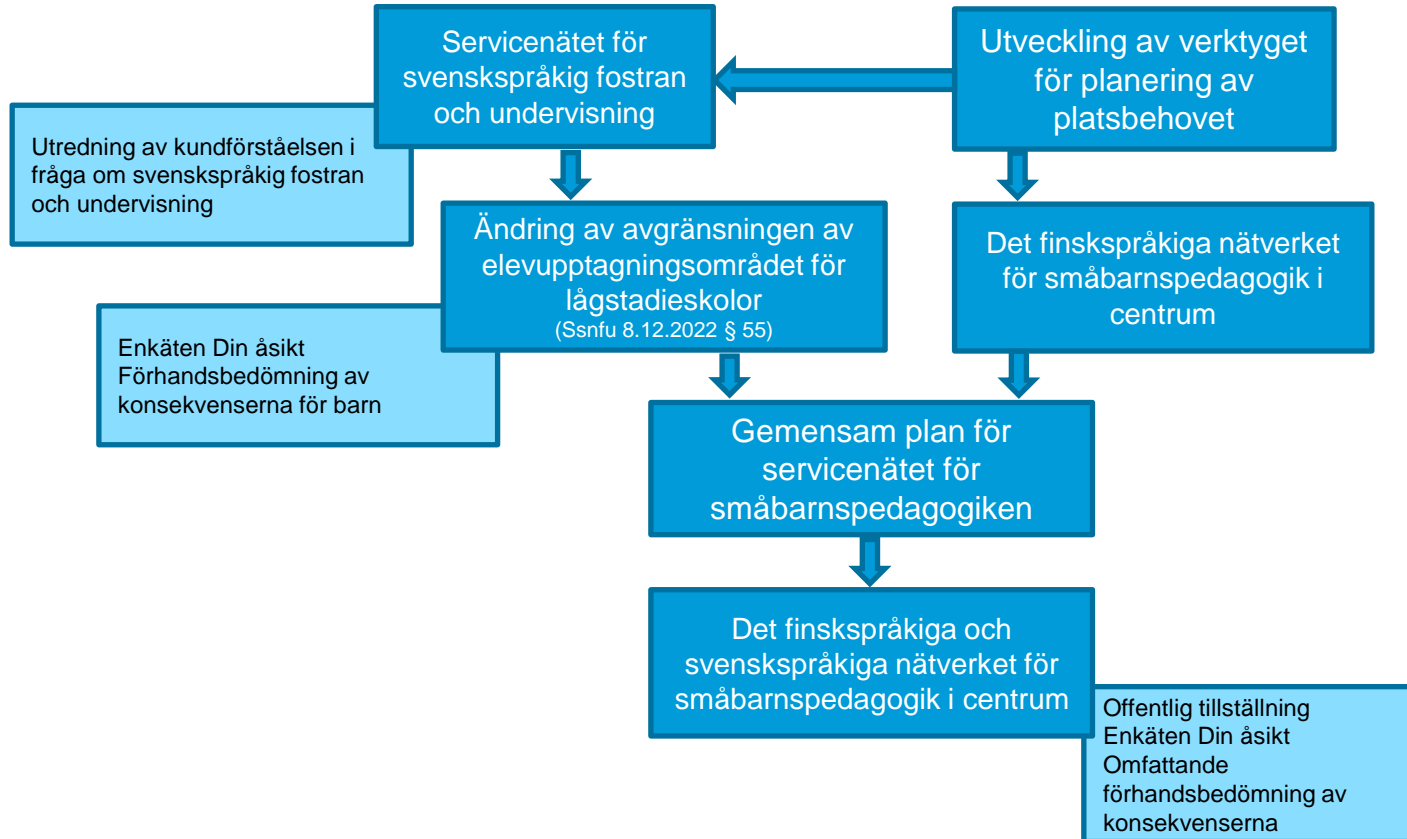 Servicenätet för
svenskspråkig fostran
och undervisning
Utveckling av verktyget
för planering av
platsbehovet
Utredning av kundförståelsen i
fråga om svenskspråkig fostran
och undervisning
Ändring av avgränsningen av
elevupptagningsområdet för
lågstadieskolor
(Ssnfu 8.12.2022 § 55)
Det finskspråkiga nätverket
för småbarnspedagogik i
centrum
Enkäten Din åsikt
Förhandsbedömning av
konsekvenserna för barn
Gemensam plan för
servicenätet för
småbarnspedagogiken
Det finskspråkiga och
svenskspråkiga nätverket för
småbarnspedagogik i centrum
Offentlig tillställning
Enkäten Din åsikt
Omfattande
förhandsbedömning av
konsekvenserna